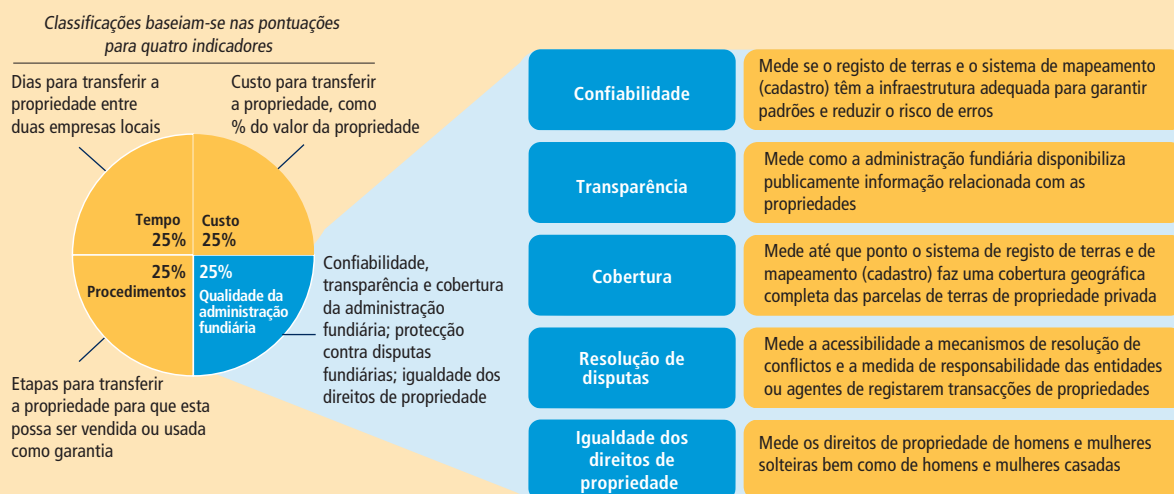 Classificações baseiam-se nas pontuações
para quatro indicadores
Dias para transferir a
propriedade entre
duas empresas locais
Custo para transferir
a propriedade, como
% do valor da propriedade
Tempo
25%
Custo
25%
25%
Procedimentos
25%
Qualidade da
administração
fundiária
Etapas para transferir
a propriedade para que esta
possa ser vendida ou usada
como garantia
Confiabilidade,
transparência e cobertura
da administração
fundiária; protecção
contra disputas
fundiárias; igualdade dos
direitos de propriedade
Confiabilidade
Mede se o registo de terras e o sistema de mapeamento
(cadastro) têm a infraestrutura adequada para garantir
padrões e reduzir o risco de erros
Transparência
Mede como a administração fundiária disponibiliza
publicamente informação relacionada com as
propriedades
Cobertura
Mede até que ponto o sistema de registo de terras e de
mapeamento (cadastro) faz uma cobertura geográfica
completa das parcelas de terras de propriedade privada
Resolução de
disputas
Mede a acessibilidade a mecanismos de resolução de
conflictos e a medida de responsabilidade das entidades
ou agentes de registarem transacções de propriedades
Igualdade dos
direitos de
propriedade
Mede os direitos de propriedade de homens e mulheres
solteiras bem como de homens e mulheres casadas